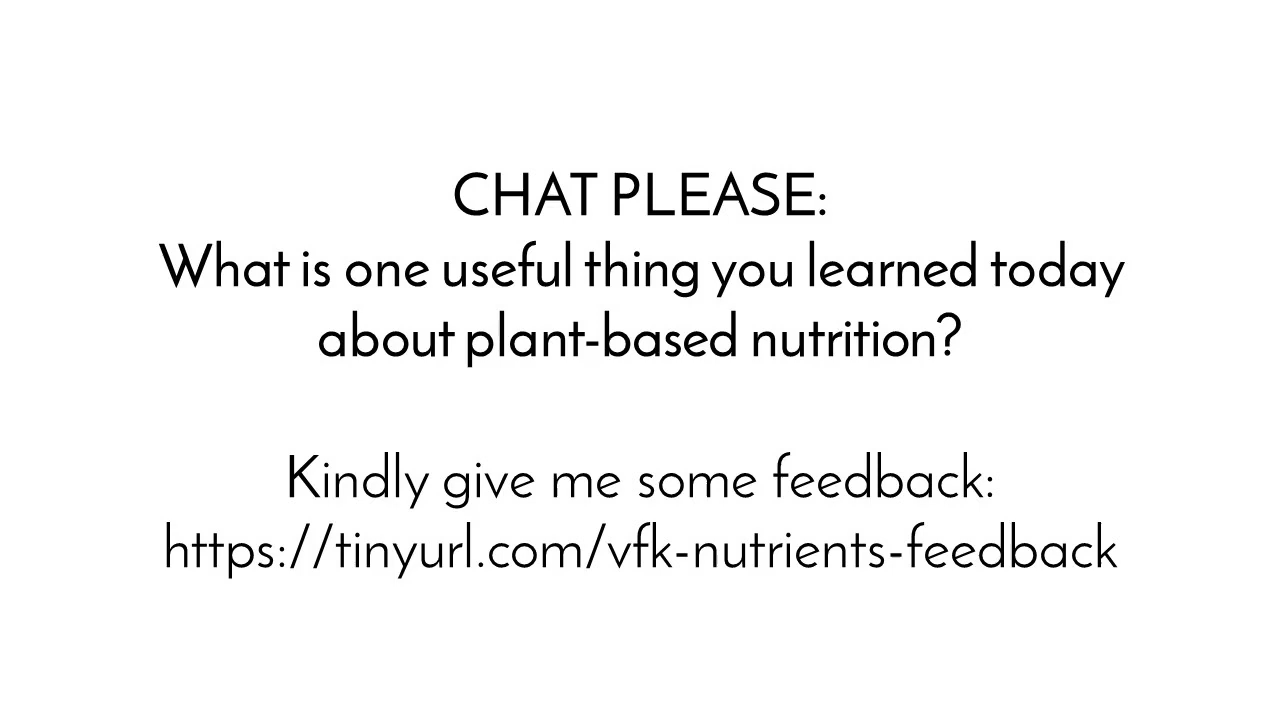 CHAT PLEASE:
What is one useful thing you learned today
about plant-based nutrition?
Kindly give me some feedback:
https://tinyurl.com/vfk-nutrients-feedback